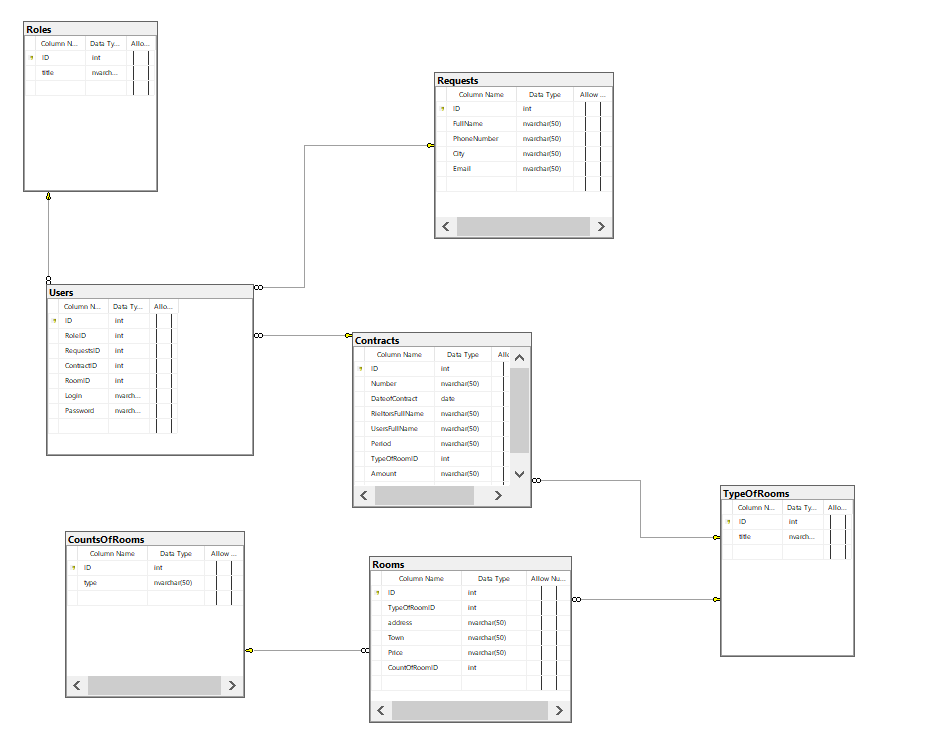 Roles
Column N... Data Ty... Allo...
ID int
title nvarch...
Requests
Column Name Data Type Allow ...
ID int
FullName nvarchar(50)
PhoneNumber nvarchar(50)
City nvarchar(50)
Email nvarchar(50)
Users
Column N... Data Ty... Allo...
ID int
RoleID int
RequestsID int
ContractID int
RoomID int
Login nvarch...
Password nvarch...
Contracts
Column Name Data Type Allc
ID int
Number nvarchar(50)
DateofContract date
RieltorsFullName nvarchar(50)
UsersFullName nvarchar(50)
Period nvarchar(50)
TypeOfRoomID int
Amount nvarchar(50)
TypeOfRooms
Column N... Data Ty... Allo...
ID int
title nvarch...
CountsOfRooms
Column Name Data Type Allow ...
ID int
type nvarchar(50)
Rooms
Column Name Data Type Allow Nu...
ID int
TypeOfRoomID int
address nvarchar(50)
Town nvarchar(50)
Price nvarchar(50)
CountOfRoomID int